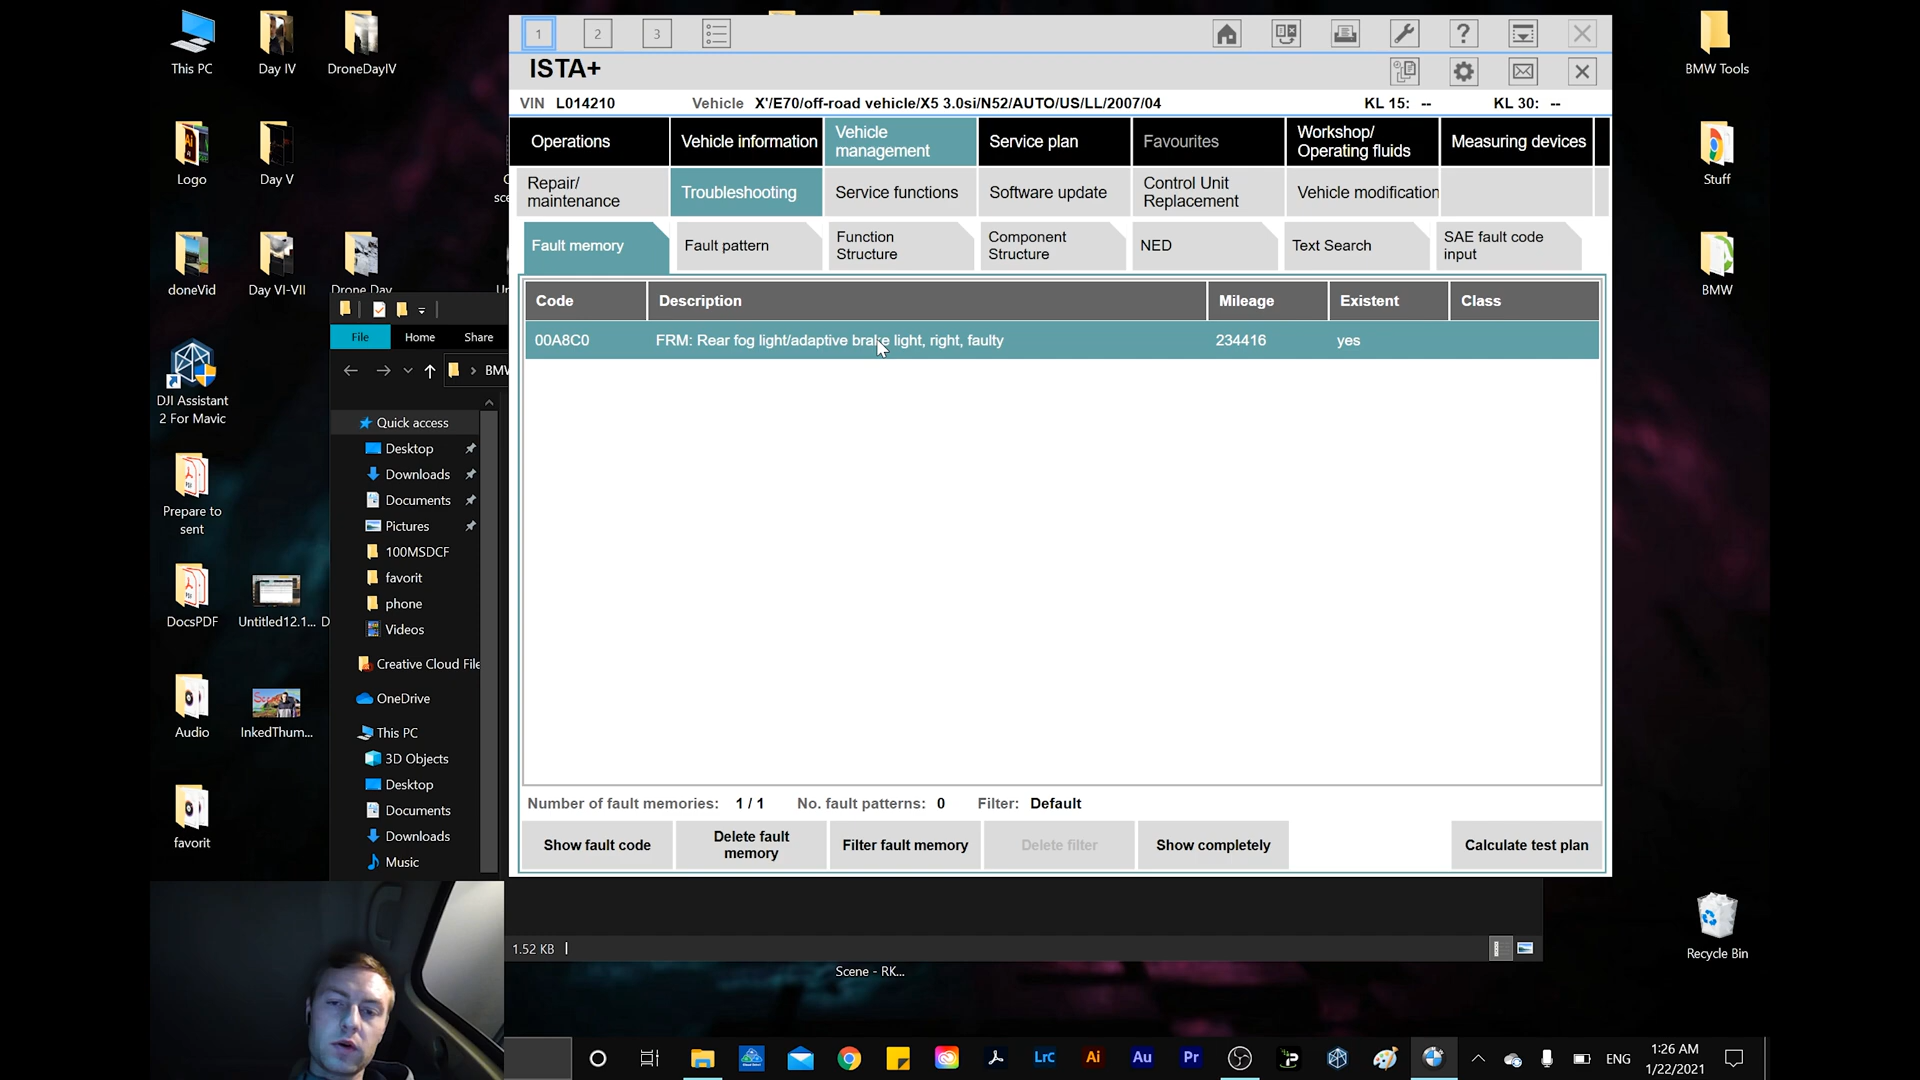 This PC
Day IV
DroneDayIV
Logo
Day V
doneVid
Day VI-VII
Drone Day
DJI Assistant
2 For Mavic
Prepare to
sent
DocsPDF
Untitled12.1...
D
Audio
InkedThum...
favorit
File
Home
Share
BMW
Quick access
Desktop
Downloads
Documents
Pictures
100MSDCF
favorit
phone
Videos
Creative Cloud File
OneDrive
This PC
3D Objects
Desktop
Documents
Downloads
Music
1
2
3
?
ISTA+
VIN L014210 Vehicle X'/E70/off-road vehicle/X5 3.0si/N52/AUTO/US/LL/2007/04 KL 15: -- KL 30: --
Operations
Vehicle information
Vehicle
management
Service plan
Favourites
Workshop/
Operating fluids
Measuring devices
Repair/
maintenance
Troubleshooting
Service functions
Software update
Control Unit
Replacement
Vehicle modification
Fault memory
Fault pattern
Function
Structure
Component
Structure
NED
Text Search
SAE fault code
input
Code Description Mileage Existent Class
00A8C0 FRM: Rear fog light/adaptive brake light, right, faulty 234416 yes
Number of fault memories: 1 / 1 No. fault patterns: 0 Filter: Default
Show fault code
Delete fault
memory
Filter fault memory
Delete filter
Show completely
Calculate test plan
1.52 KB
Scene - RK...
BMW Tools
Stuff
BMW
Recycle Bin
Lrc
Ai
Au
Pr
ENG
1:26 AM
1/22/2021